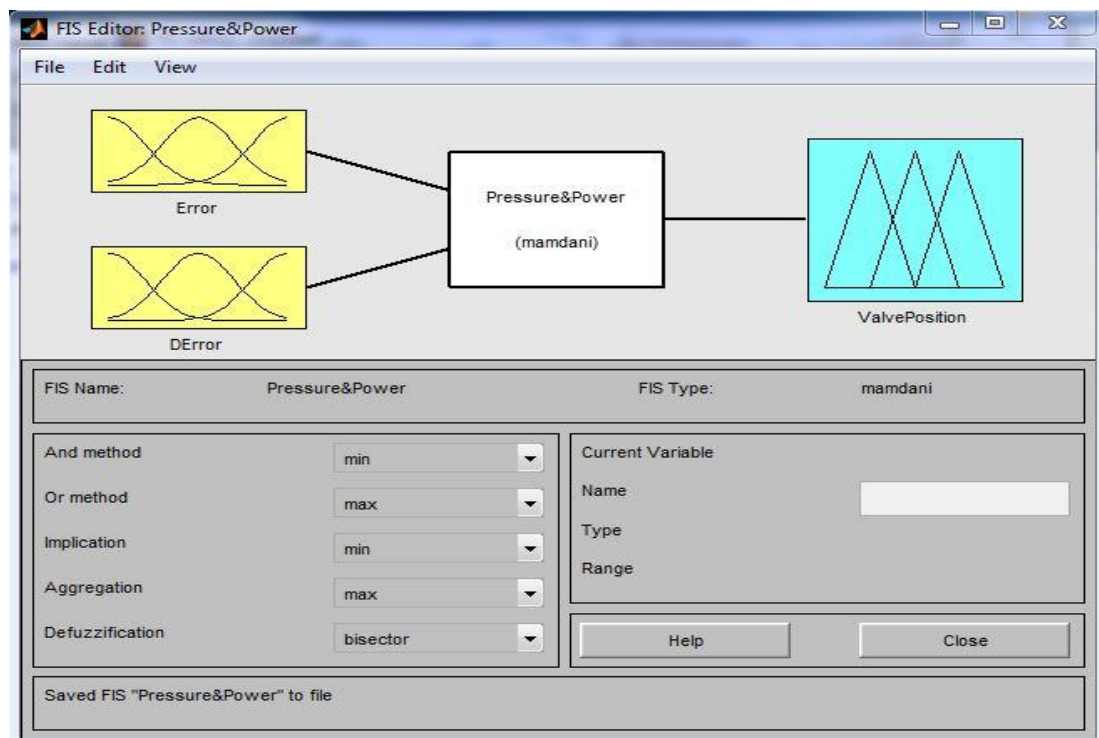 FIS Editor: Pressure&Power
File Edit View
Error
DError
Pressure&Power
(mamdani)
ValvePosition
FIS Name: Pressure&Power FIS Type: mamdani
And method min
Or method max
Implication min
Aggregation max
Defuzzification bisector
Current Variable
Name
Type
Range
Help Close
Saved FIS "Pressure&Power" to file